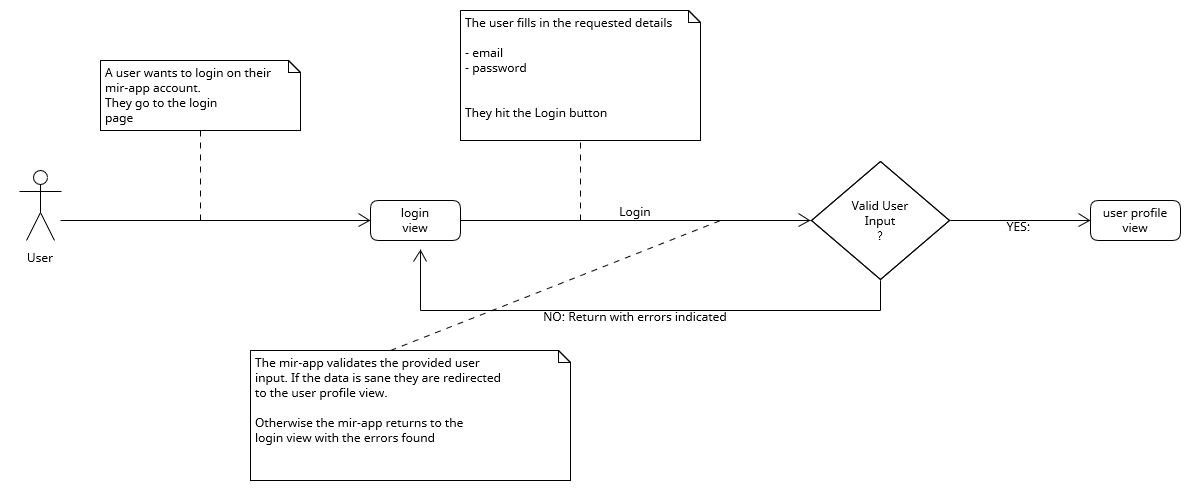 The user fills in the requested details
- email
- password
They hit the Login button
A user wants to login on their
mir-app account.
They go to the login
page
User
login
view
Login
Valid User
Input
?
YES:
user profile
view
NO: Return with errors indicated
The mir-app validates the provided user
input. If the data is sane they are redirected
to the user profile view.
Otherwise the mir-app returns to the
login view with the errors found